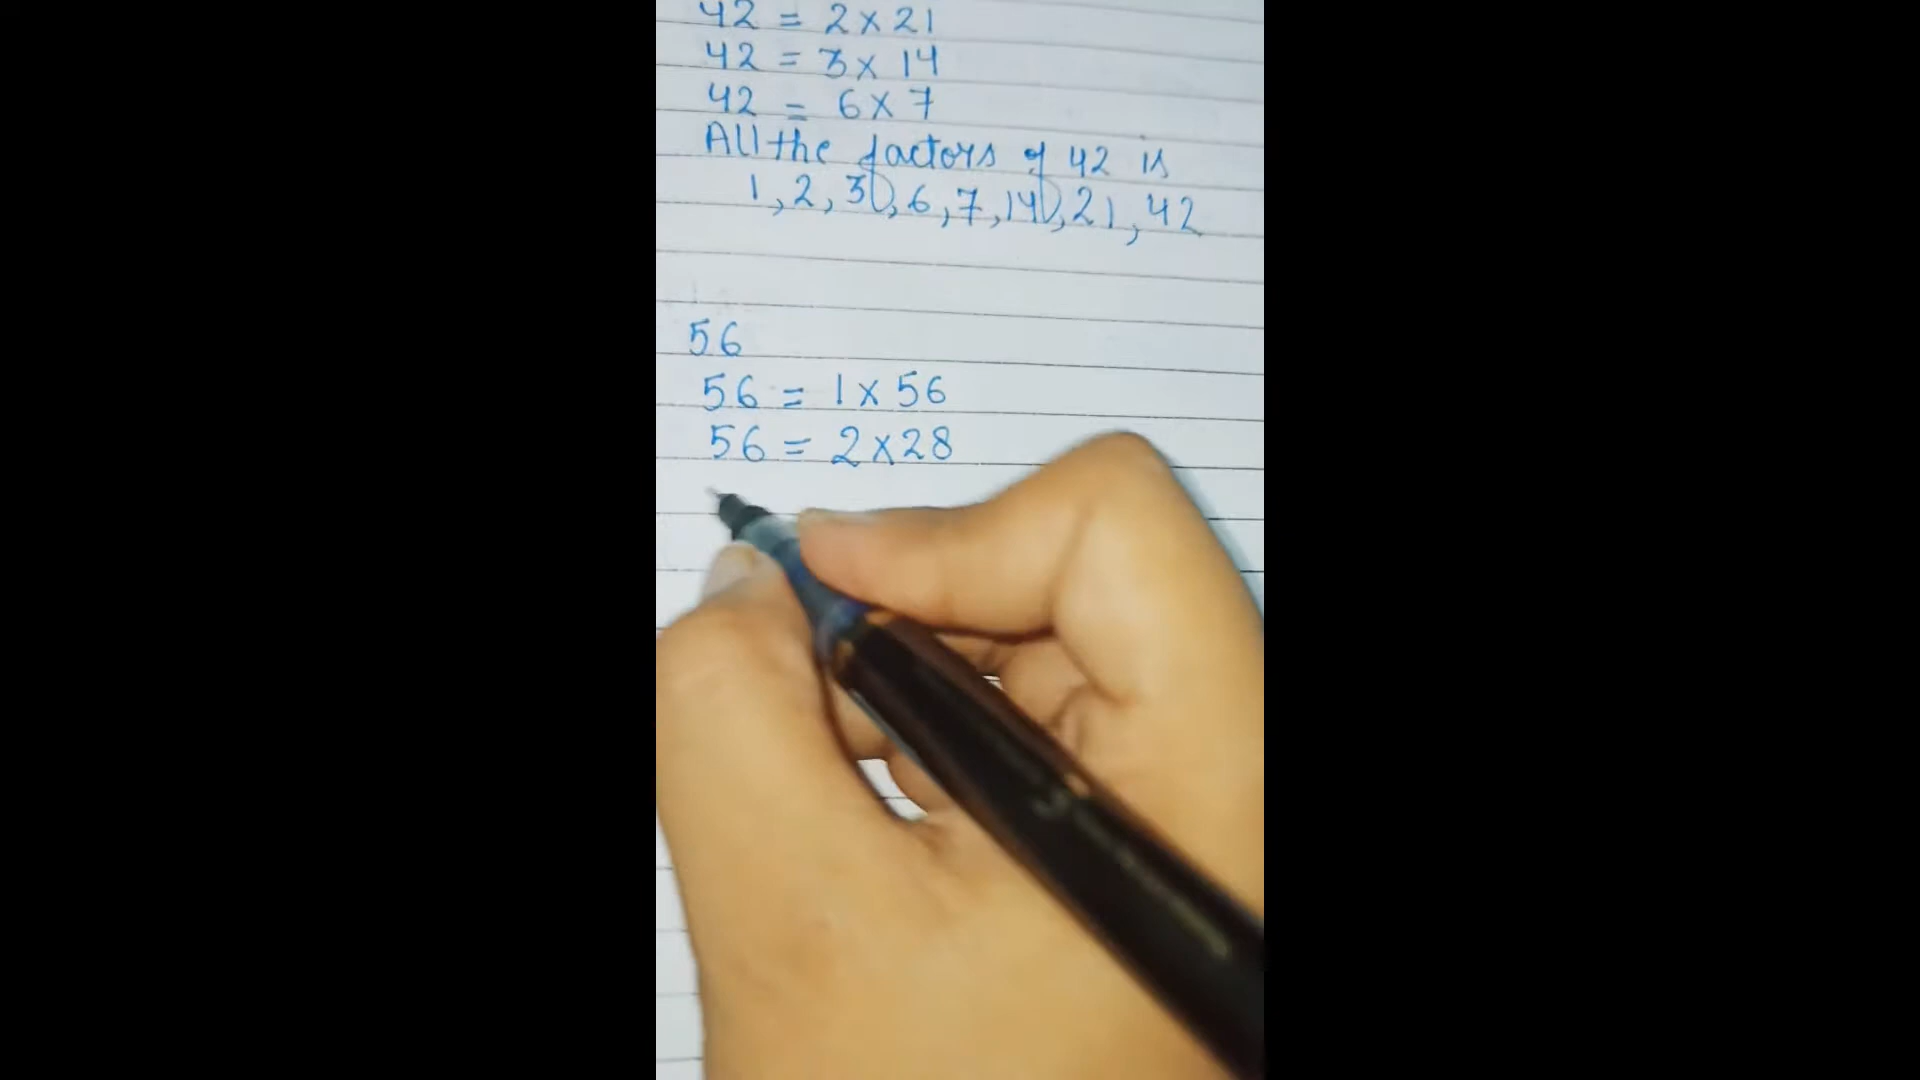 42 = 2 x 21
42 = 3 x 14
42 = 6 x 7
All the factors of 42 is
1, 2, 3, 6, 7, 14, 21, 42
56
56 = 1 x 56
56 = 2 x 28